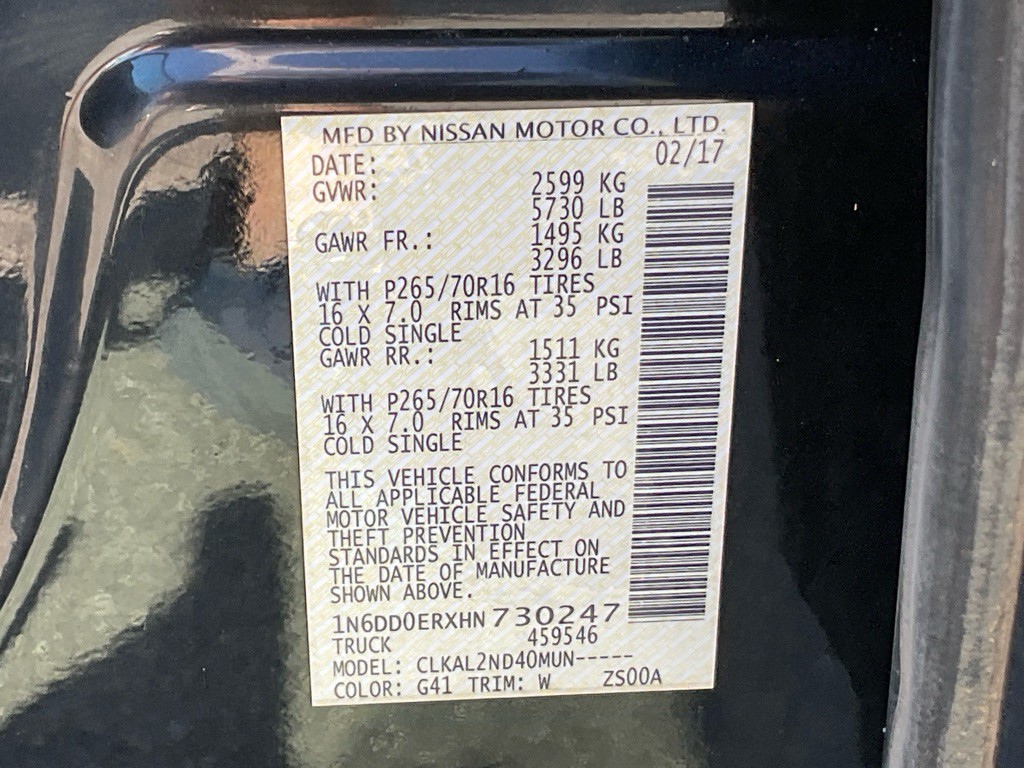 MFD BY NISSAN MOTOR CO., LTD.
DATE: 02/17
GVWR: 2599 KG
5730 LB
GAWR FR.: 1495 KG
3296 LB
WITH P265/70R16 TIRES
16 X 7.0 RIMS AT 35 PSI
COLD SINGLE
GAWR RR.: 1511 KG
3331 LB
WITH P265/70R16 TIRES
16 X 7.0 RIMS AT 35 PSI
COLD SINGLE
THIS VEHICLE CONFORMS TO
ALL APPLICABLE FEDERAL
MOTOR VEHICLE SAFETY AND
THEFT PREVENTION
STANDARDS IN EFFECT ON
THE DATE OF MANUFACTURE
SHOWN ABOVE.
1N6DD0ERXHN 730247
TRUCK 459546
MODEL: CLKAL2ND40MUN-----
COLOR: G41 TRIM: W ZS00A